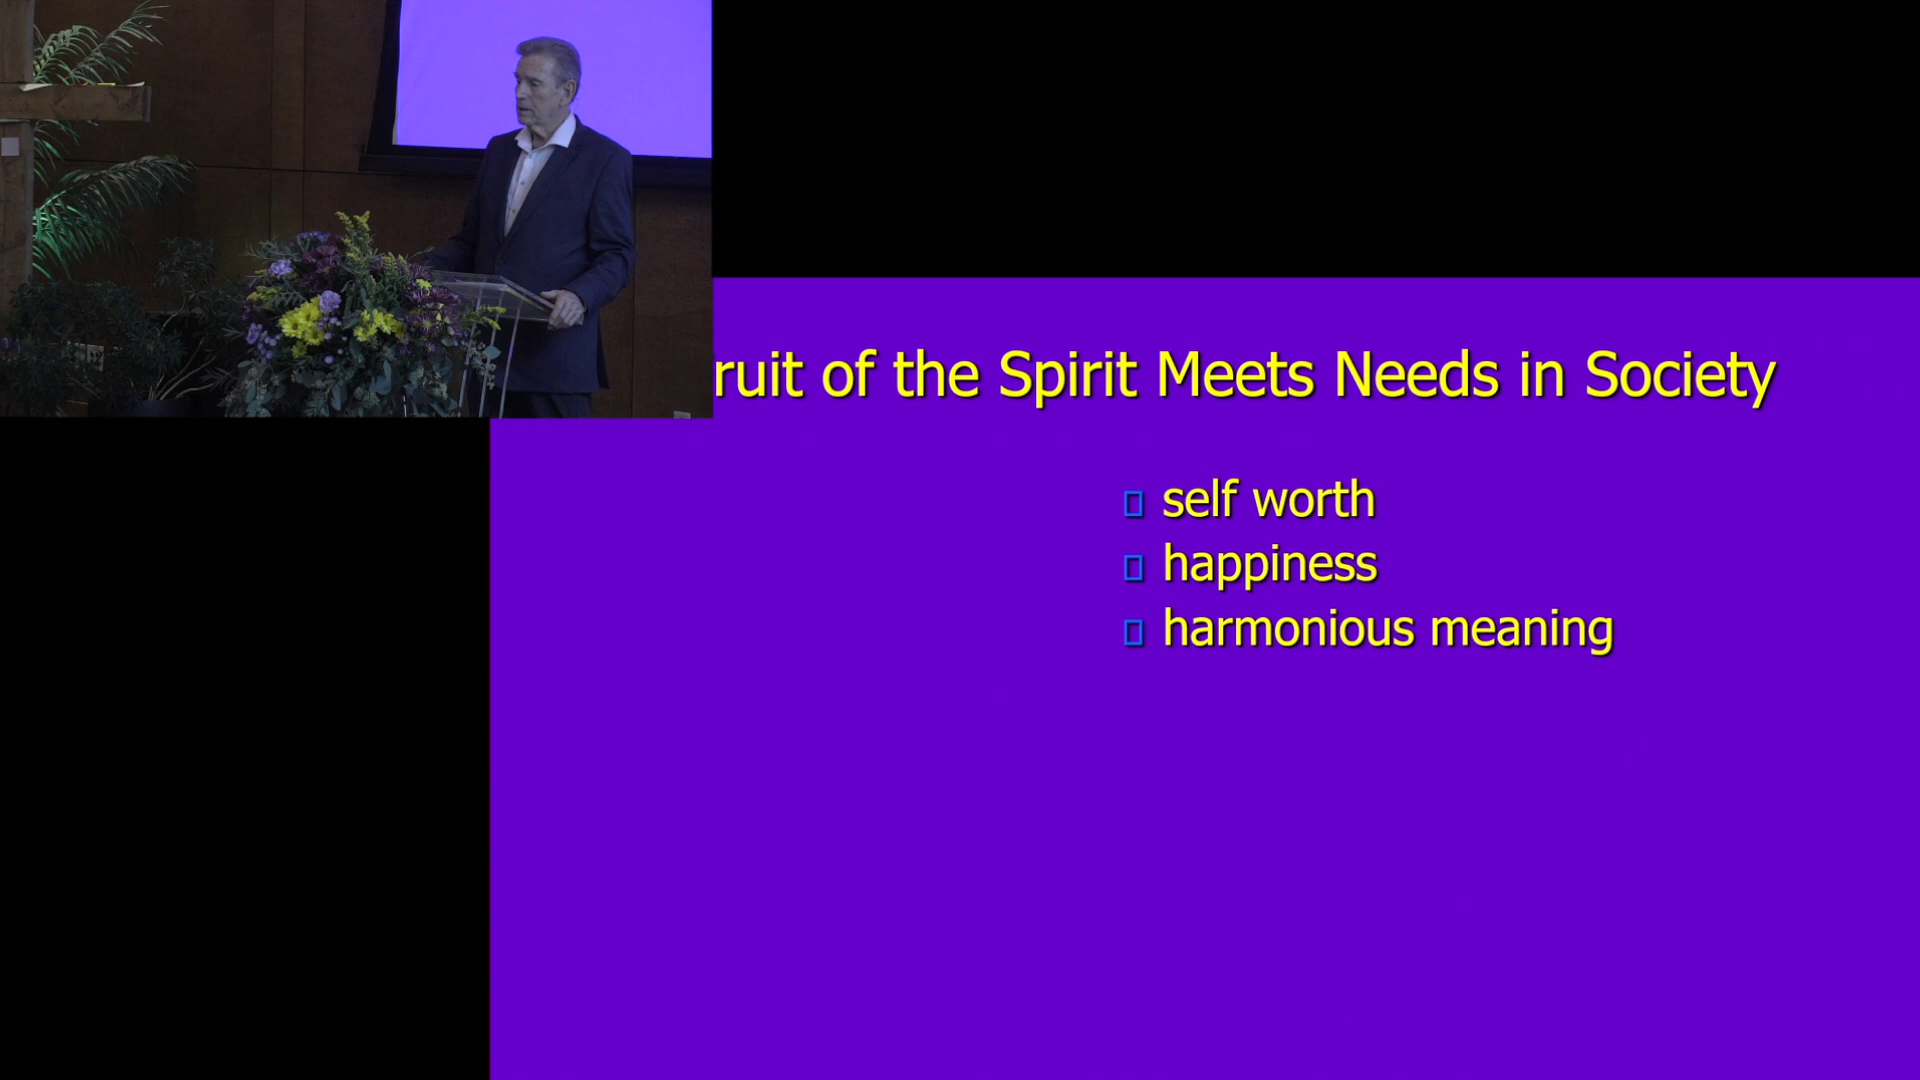 ruit of the Spirit Meets Needs in Society
self worth
happiness
harmonious meaning